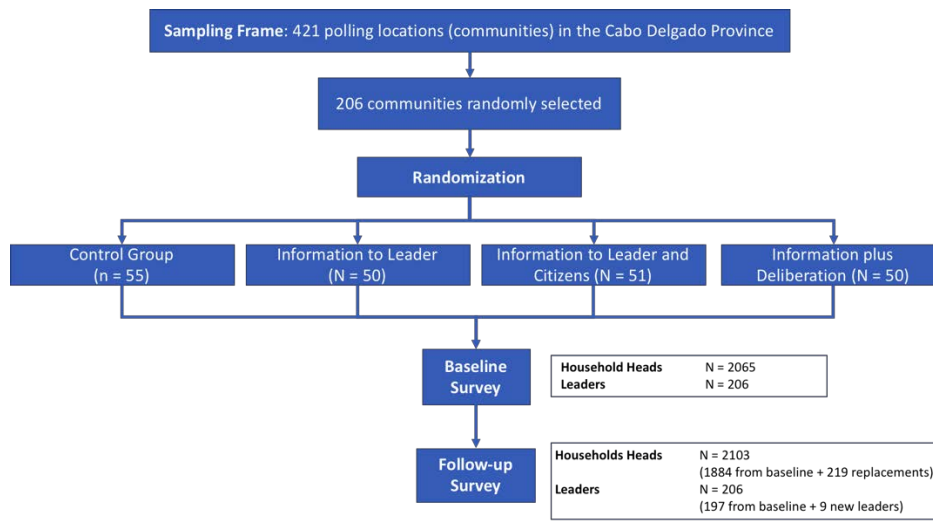 Sampling Frame: 421 polling locations (communities) in the Cabo Delgado Province
206 communities randomly selected
Randomization
Control Group
(n = 55)
Information to Leader
(N = 50)
Information to Leader and
Citizens (N = 51)
Information plus
Deliberation (N = 50)
Baseline
Survey
Household Heads N = 2065
Leaders N = 206
Follow-up
Survey
Households Heads N = 2103
(1884 from baseline + 219 replacements)
Leaders N = 206
(197 from baseline + 9 new leaders)